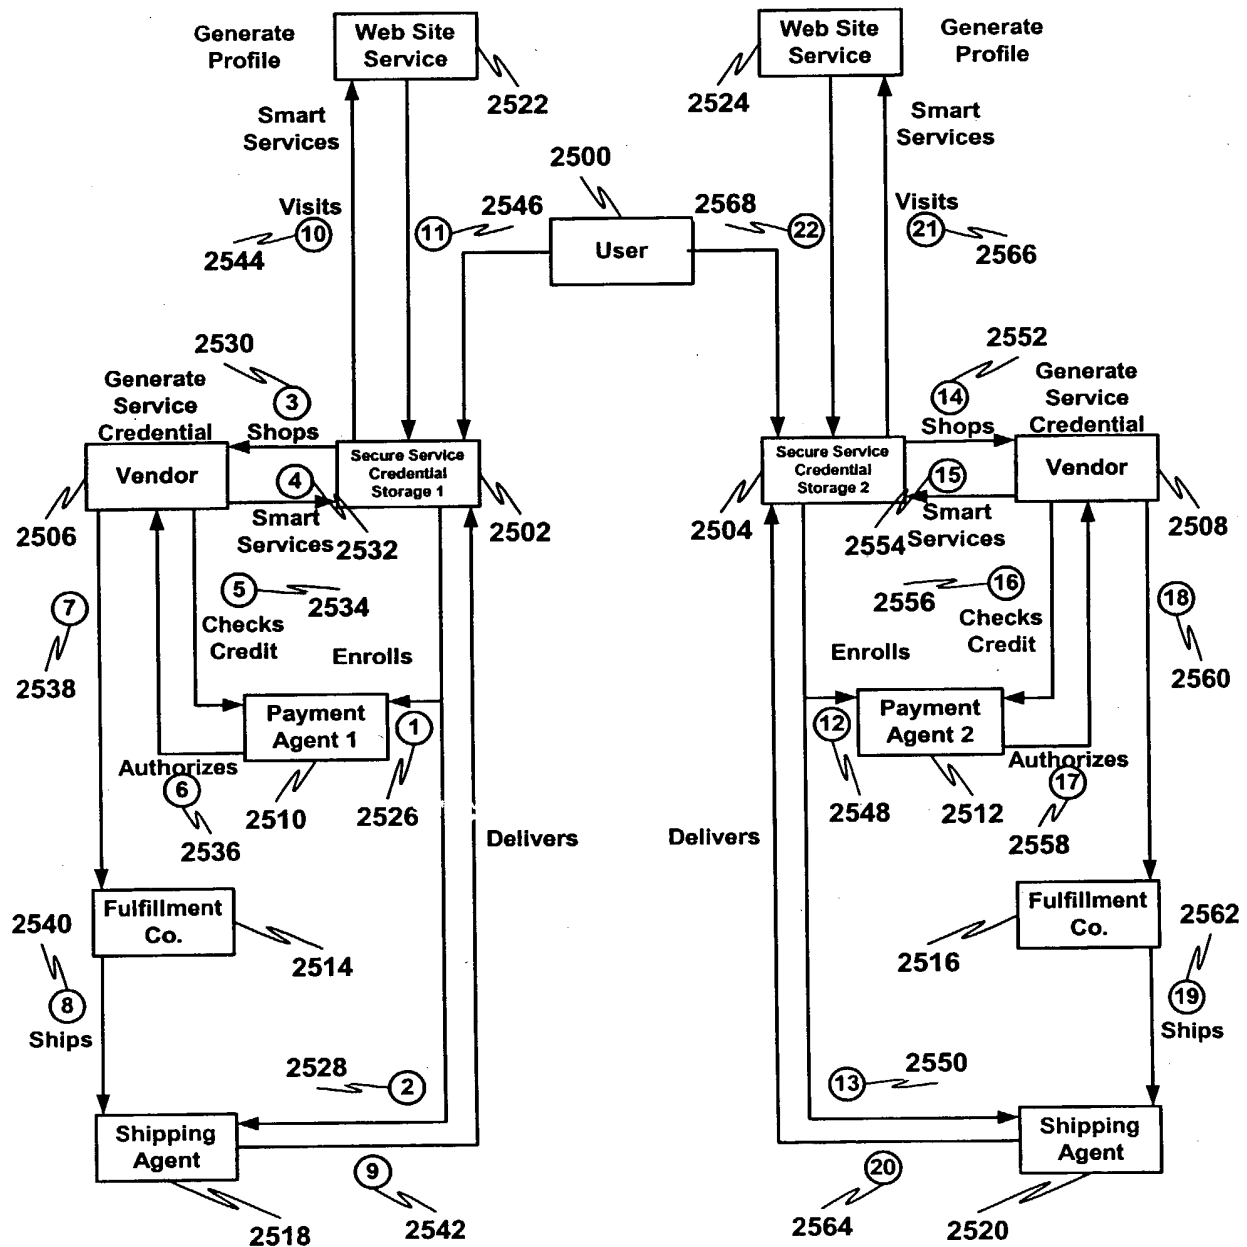 Generate
Profile
Web Site
Service
2522
Smart
Services
Web Site
Service
2524
Generate
Profile
Smart
Services
2500
User
Visits
10
2544
11
2546
2568
22
Visits
21
2566
2530
3
Shops
Generate
Service
Credential
Vendor
2506
4
Smart
Services
2532
Secure Service
Credential
Storage 1
2502
Secure Service
Credential
Storage 2
2504
2552
14
Shops
Generate
Service
Credential
Vendor
2508
15
Smart
Services
2554
5
2534
Checks
Credit
7
2538
Enrolls
Payment
Agent 1
2510
1
2526
Authorizes
6
2536
Delivers
2556
16
Checks
Credit
18
2560
Enrolls
Payment
Agent 2
2512
12
2548
Authorizes
17
2558
Delivers
Fulfillment
Co.
2514
2540
8
Ships
Fulfillment
Co.
2516
2562
19
Ships
2528
2
Shipping
Agent
2518
9
2542
13
2550
Shipping
Agent
2520
20
2564